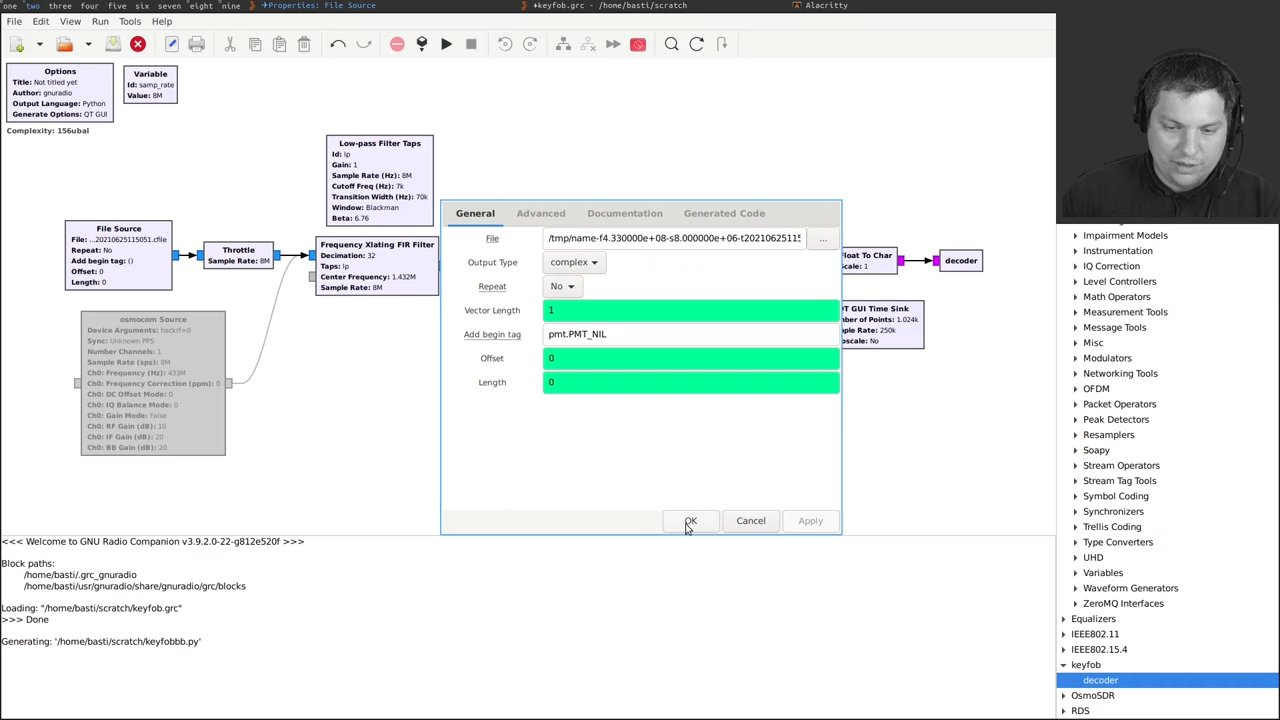 one two three four five six seven eight nine
✈Properties: File Source
+keyfob.grc - /home/basti/scratch
Alacritty
File Edit View Run Tools Help
Options
Title: Not titled yet
Author: gnuradio
Output Language: Python
Generate Options: QT GUI
Complexity: 156ubal
Variable
Id: samp_rate
Value: 8M
Low-pass Filter Taps
Id: lp
Gain: 1
Sample Rate (Hz): 8M
Cutoff Freq (Hz): 7k
Transition Width (Hz): 70k
Window: Blackman
Beta: 6.76
File Source
File: ...20210625115051.cfile
Repeat: No
Add begin tag: ()
Offset: 0
Length: 0
Throttle
Sample Rate: 8M
Frequency Xlating FIR Filter
Decimation: 32
Taps: lp
Center Frequency: 1.432M
Sample Rate: 8M
osmocom Source
Device Arguments: hackrf=0
Sync: Unknown PPS
Number Channels: 1
Sample Rate (sps): 8M
Ch0: Frequency (Hz): 433M
Ch0: Frequency Correction (ppm): 0
Ch0: DC Offset Mode: 0
Ch0: IQ Balance Mode: 0
Ch0: Gain Mode: False
Ch0: RF Gain (dB): 10
Ch0: IF Gain (dB): 20
Ch0: BB Gain (dB): 20
General Advanced Documentation Generated Code
File /tmp/name-f4.330000e+08-s8.000000e+06-t202106251151 ...
Output Type complex
Repeat No
Vector Length 1
Add begin tag pmt.PMT_NIL
Offset 0
Length 0
OK Cancel Apply
Float To Char
Scale: 1
decoder
QT GUI Time Sink
Number of Points: 1.024k
Sample Rate: 250k
Autoscale: No
<<< Welcome to GNU Radio Companion v3.9.2.0-22-g812e520f >>>
Block paths:
/home/basti/.grc_gnuradio
/home/basti/usr/gnuradio/share/gnuradio/grc/blocks
Loading: "/home/basti/scratch/keyfob.grc"
>>> Done
Generating: '/home/basti/scratch/keyfobbb.py'
Impairment Models
Instrumentation
IQ Correction
Level Controllers
Math Operators
Measurement Tools
Message Tools
Misc
Modulators
Networking Tools
OFDM
Packet Operators
Peak Detectors
Resamplers
Soapy
Stream Operators
Stream Tag Tools
Symbol Coding
Synchronizers
Trellis Coding
Type Converters
UHD
Variables
Waveform Generators
ZeroMQ Interfaces
Equalizers
IEEE802.11
IEEE802.15.4
keyfob
decoder
OsmoSDR
RDS